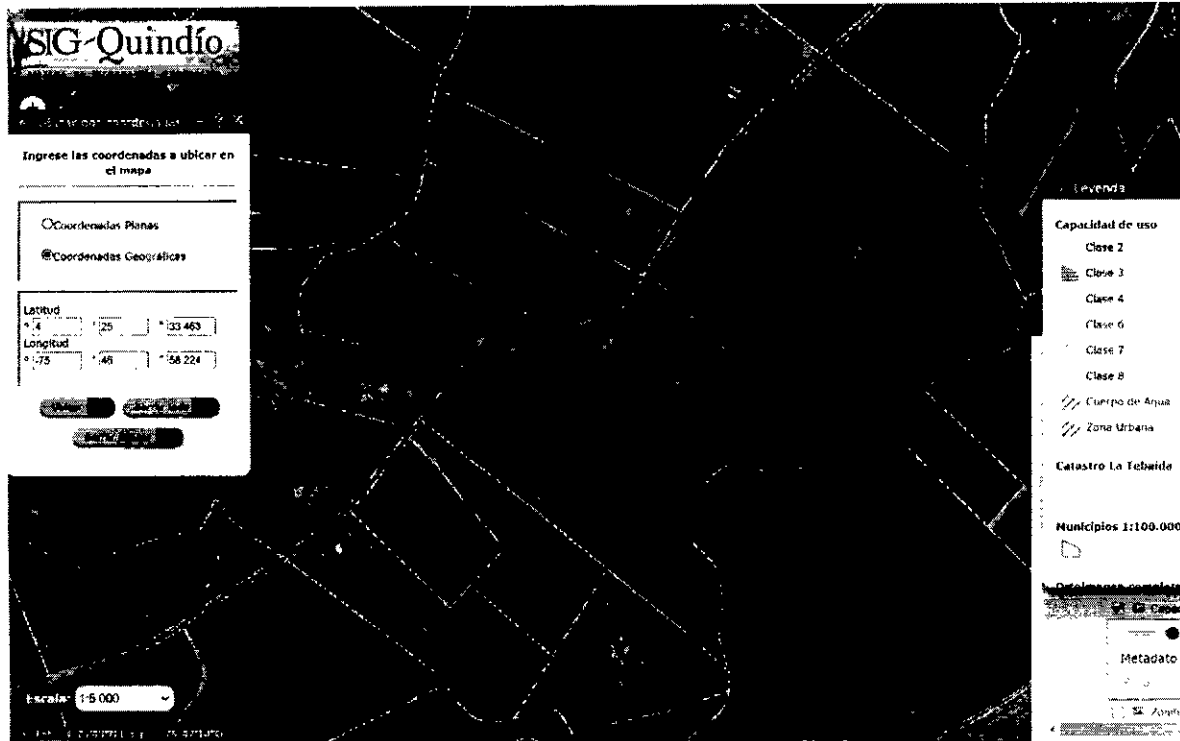 SIG-Quindío
Ingrese las coordenadas a ubicar en
el mapa
Coordenadas Planas
Coordenadas Geográficas
Latitud
° 4 ' 25 " 33.463
Longitud
° -75 ' 46 " 58.224
Escala: 1:5 000
Leyenda
Capacidad de uso
Clase 2
Clase 3
Clase 4
Clase 6
Clase 7
Clase 8
Cuerpo de Agua
Zona Urbana
Catastro La Tebaida
Municipios 1:100.000
Ortoimagen completa
Metadato